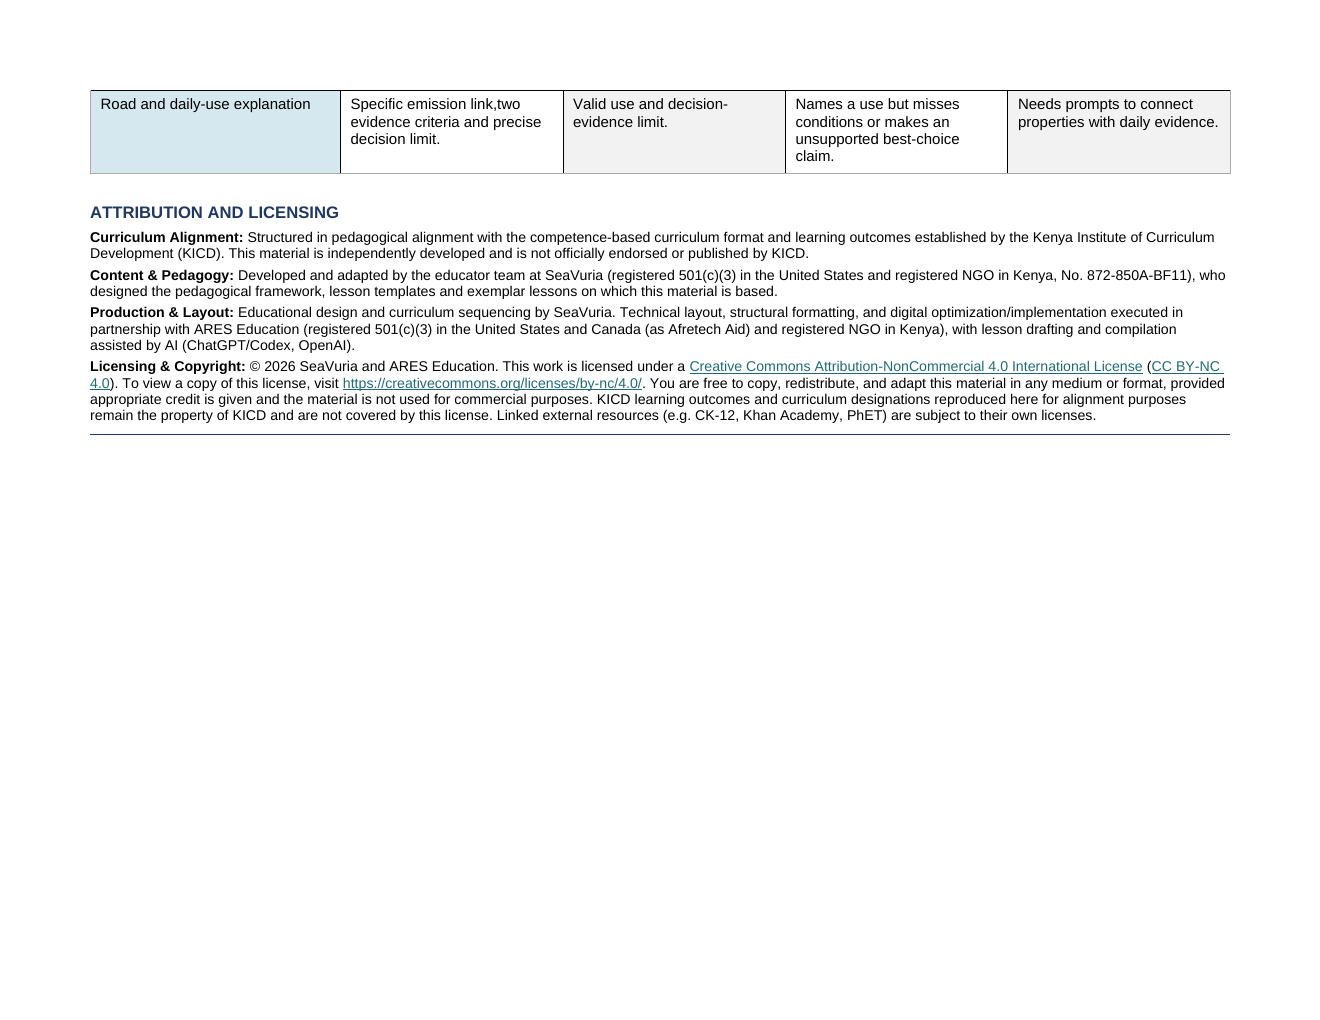 Road and daily-use explanation
Specific emission link,two
evidence criteria and precise
decision limit.
Valid use and decision-
evidence limit.
Names a use but misses
conditions or makes an
unsupported best-choice
claim.
Needs prompts to connect
properties with daily evidence.
ATTRIBUTION AND LICENSING
Curriculum Alignment: Structured in pedagogical alignment with the competence-based curriculum format and learning outcomes established by the Kenya Institute of Curriculum
Development (KICD). This material is independently developed and is not officially endorsed or published by KICD.
Content & Pedagogy: Developed and adapted by the educator team at SeaVuria (registered 501(c)(3) in the United States and registered NGO in Kenya, No. 872-850A-BF11), who
designed the pedagogical framework, lesson templates and exemplar lessons on which this material is based.
Production & Layout: Educational design and curriculum sequencing by SeaVuria. Technical layout, structural formatting, and digital optimization/implementation executed in
partnership with ARES Education (registered 501(c)(3) in the United States and Canada (as Afretech Aid) and registered NGO in Kenya), with lesson drafting and compilation
assisted by AI (ChatGPT/Codex, OpenAI).
Licensing & Copyright: © 2026 SeaVuria and ARES Education. This work is licensed under a Creative Commons Attribution-NonCommercial 4.0 International License (CC BY-NC
4.0). To view a copy of this license, visit https://creativecommons.org/licenses/by-nc/4.0/. You are free to copy, redistribute, and adapt this material in any medium or format, provided
appropriate credit is given and the material is not used for commercial purposes. KICD learning outcomes and curriculum designations reproduced here for alignment purposes
remain the property of KICD and are not covered by this license. Linked external resources (e.g. CK-12, Khan Academy, PhET) are subject to their own licenses.